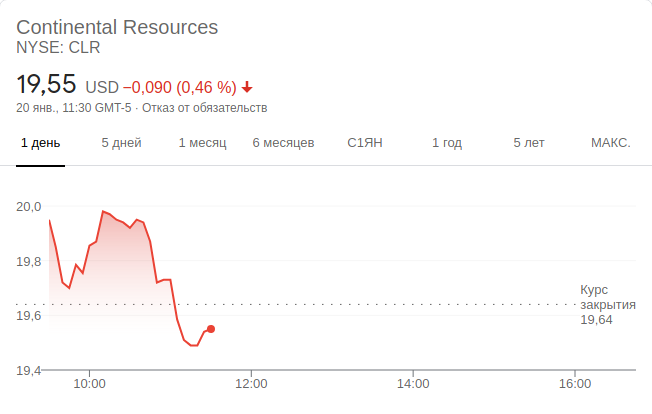 Continental Resources
NYSE: CLR
19,55 USD −0,090 (0,46 %)
20 янв., 11:30 GMT-5 · Отказ от обязательств
1 день 5 дней 1 месяц 6 месяцев С1ЯН 1 год 5 лет МАКС.
20,0
19,8
Курс
закрытия
19,64
19,6
19,4
10:00 12:00 14:00 16:00